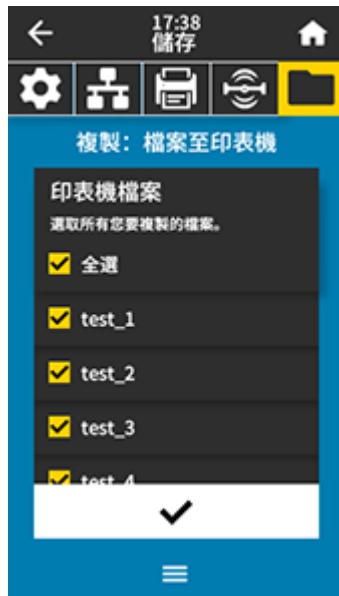 17:38
儲存
複製：檔案至印表機
印表機檔案
選取所有您要複製的檔案。
全選
test_1
test_2
test_3
test_4